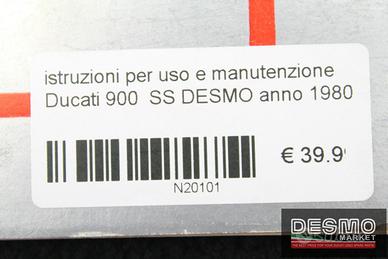 istruzioni per uso e manutenzione
Ducati 900 SS DESMO anno 1980
€ 39.9
N20101
DESMO
MARKET